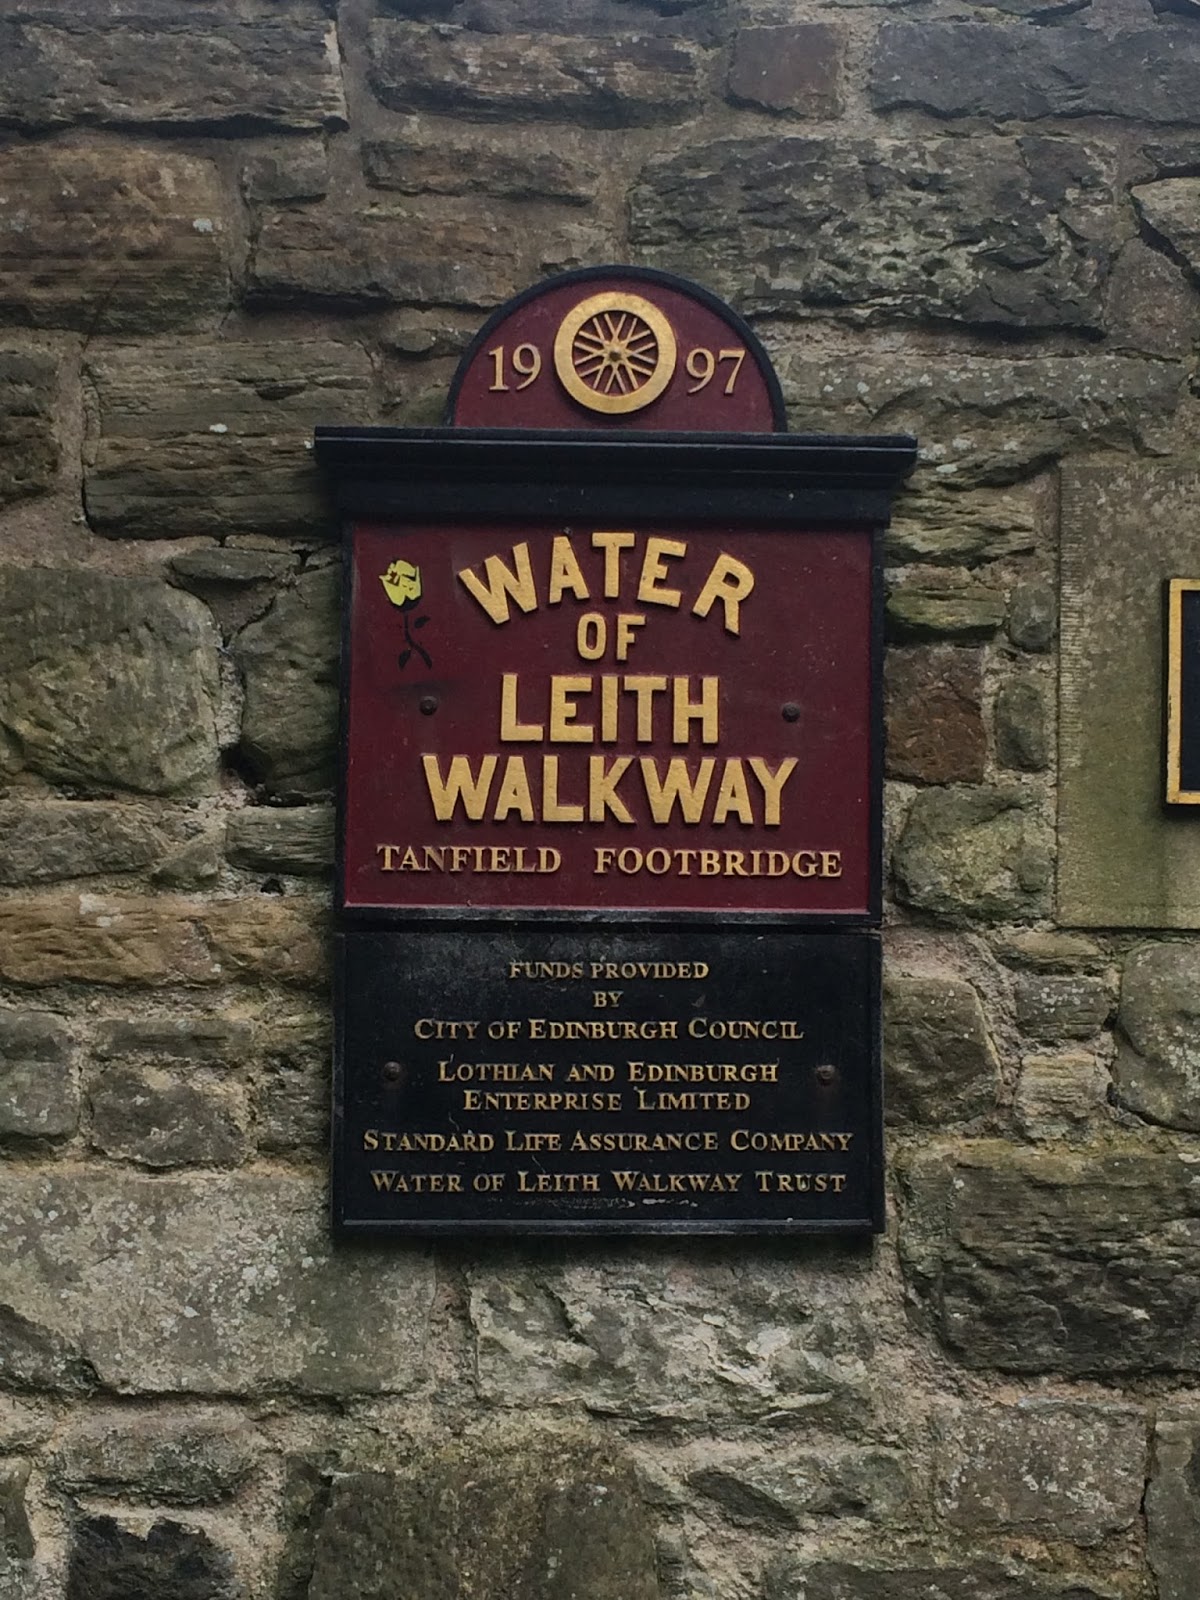 19 97
WATER
OF
LEITH
WALKWAY
TANFIELD FOOTBRIDGE
FUNDS PROVIDED
BY
CITY OF EDINBURGH COUNCIL
LOTHIAN AND EDINBURGH
ENTERPRISE LIMITED
STANDARD LIFE ASSURANCE COMPANY
WATER OF LEITH WALKWAY TRUST